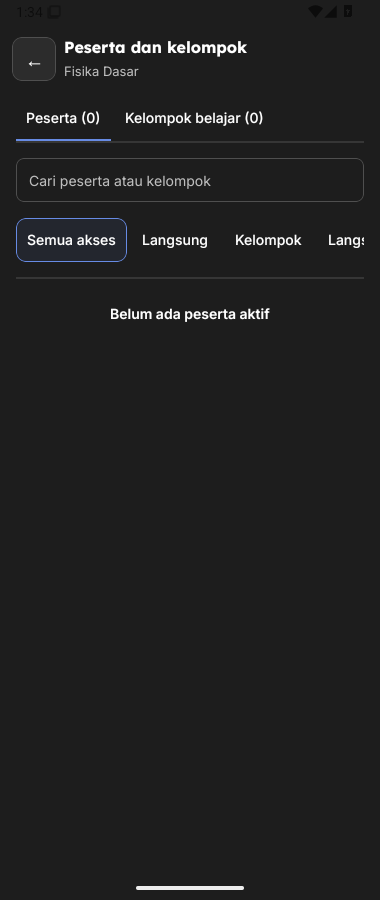 1:34
←
Peserta dan kelompok
Fisika Dasar
Peserta (0) Kelompok belajar (0)
Cari peserta atau kelompok
Semua akses Langsung Kelompok Langs
Belum ada peserta aktif